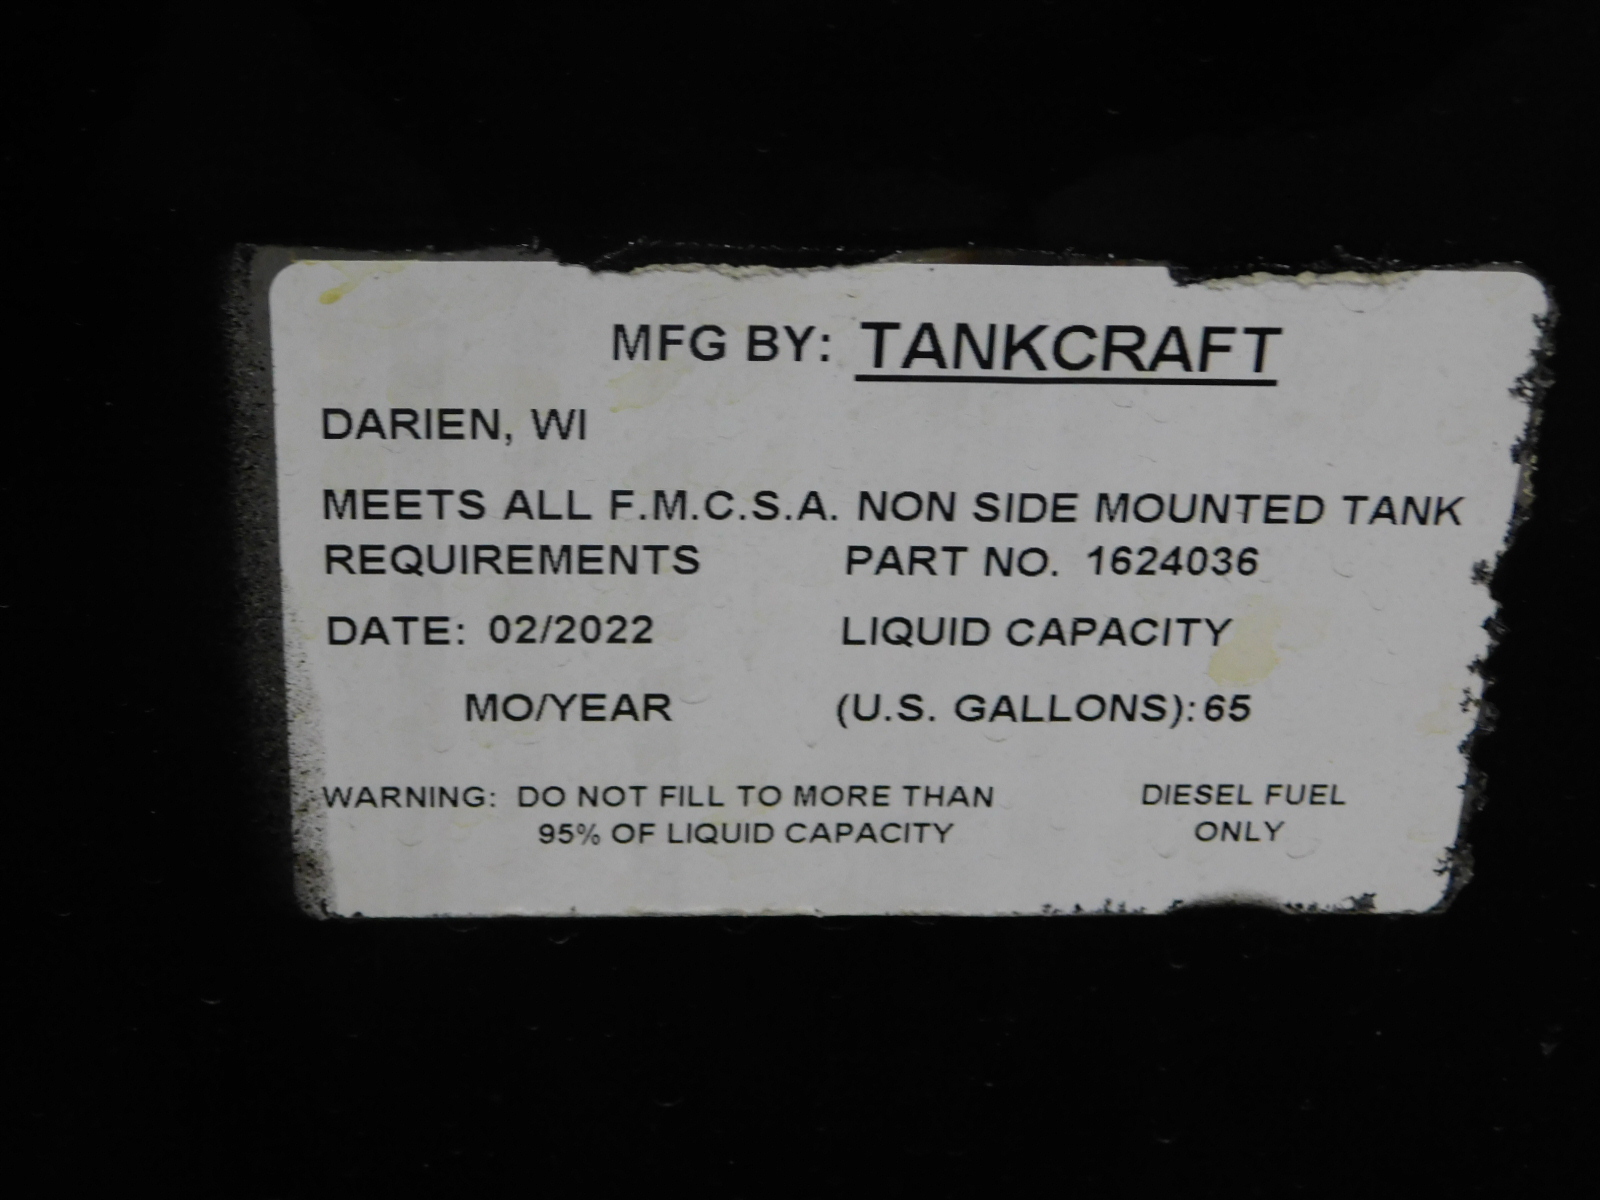 MFG BY: TANKCRAFT
DARIEN, WI
MEETS ALL F.M.C.S.A. NON SIDE MOUNTED TANK
REQUIREMENTS PART NO. 1624036
DATE: 02/2022 LIQUID CAPACITY
MO/YEAR (U.S. GALLONS): 65
WARNING: DO NOT FILL TO MORE THAN DIESEL FUEL
95% OF LIQUID CAPACITY ONLY